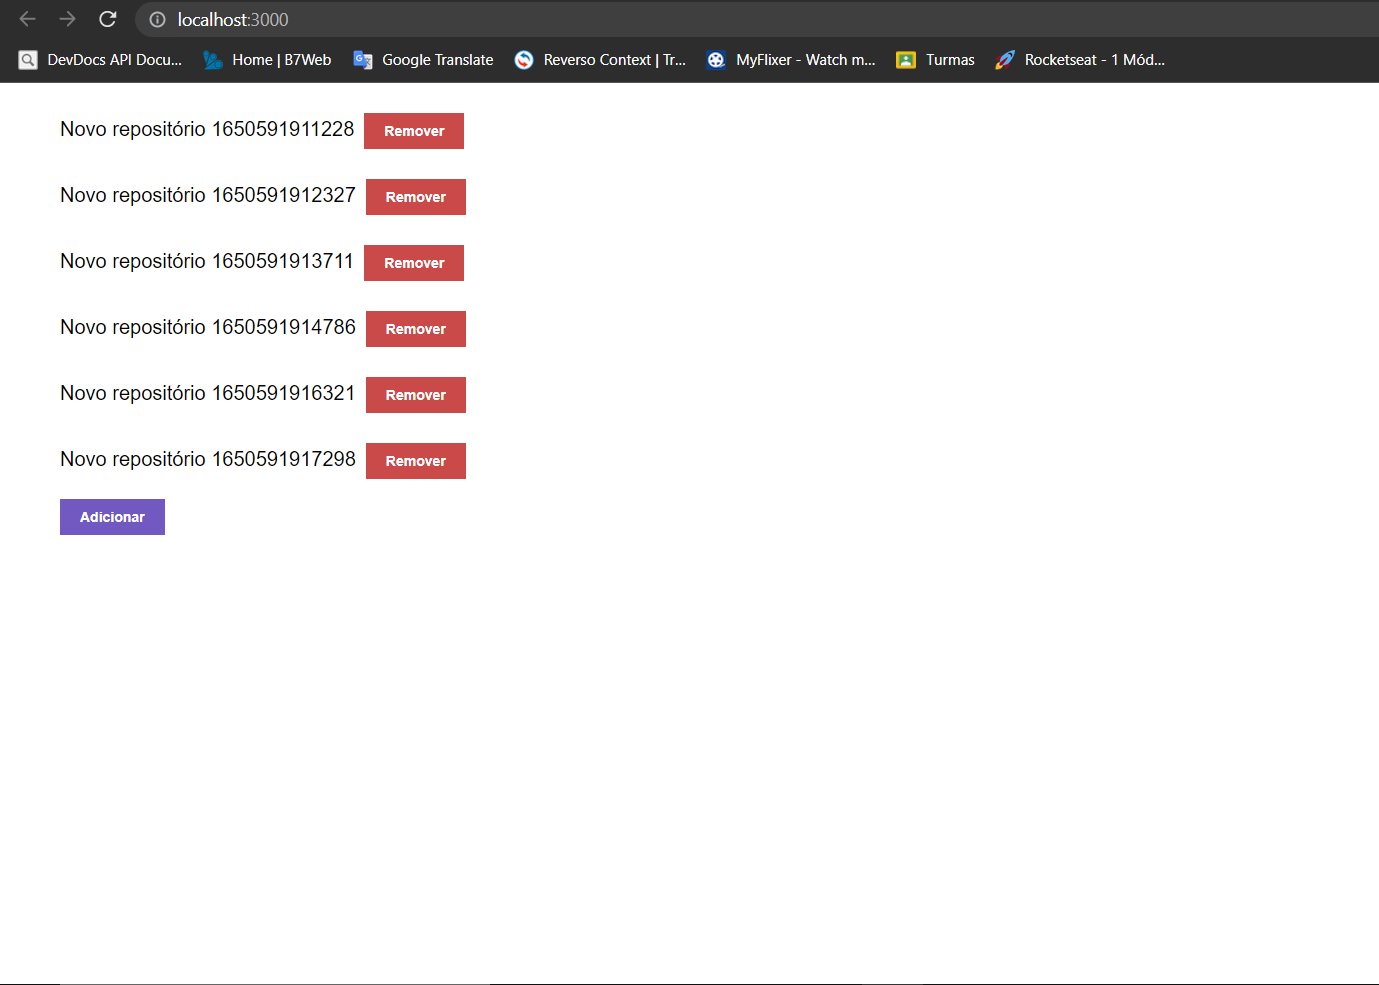 localhost:3000
DevDocs API Docu... Home | B7Web Google Translate Reverso Context | Tr... MyFlixer - Watch m... Turmas Rocketseat - 1 Mód...
Novo repositório 1650591911228 Remover
Novo repositório 1650591912327 Remover
Novo repositório 1650591913711 Remover
Novo repositório 1650591914786 Remover
Novo repositório 1650591916321 Remover
Novo repositório 1650591917298 Remover
Adicionar